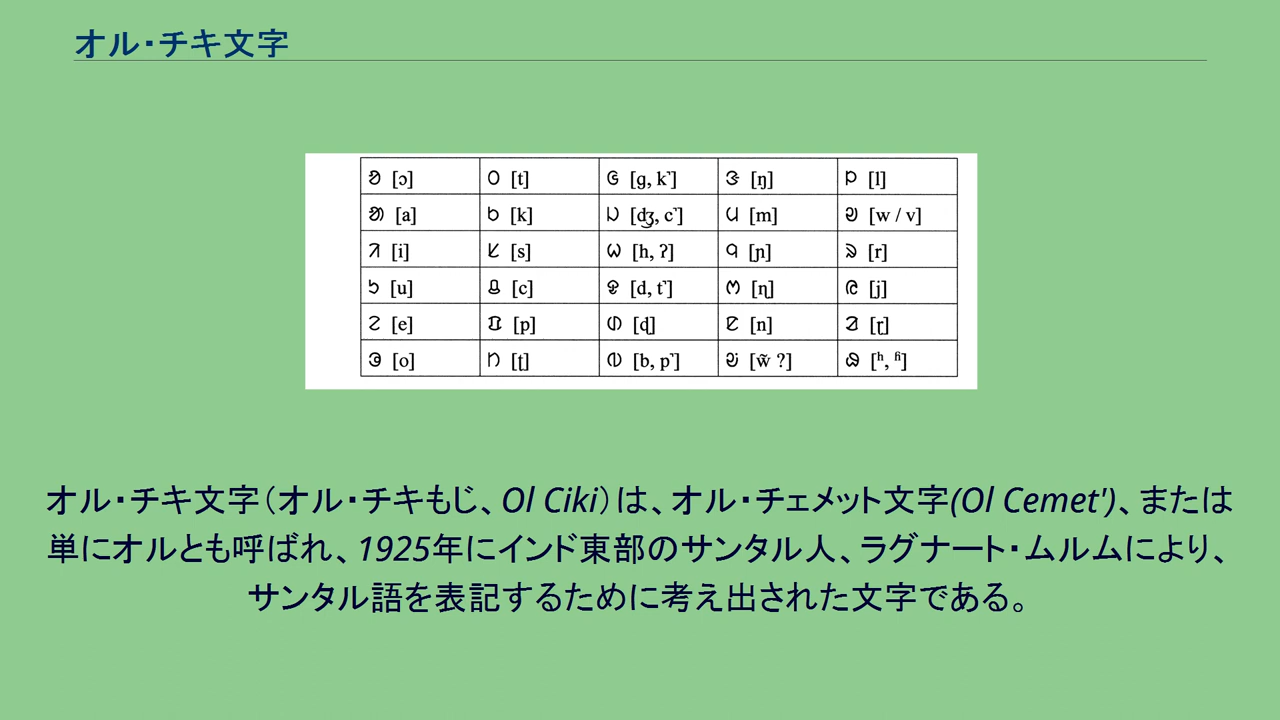 オル・チキ文字
ᱚ [ɔ] ᱛ [t] ᱜ [ɡ, k˺] ᱝ [ŋ] ᱞ [l]
ᱟ [a] ᱠ [k] ᱡ [ʤ, c˺] ᱢ [m] ᱣ [w / v]
ᱤ [i] ᱥ [s] ᱦ [h, ʔ] ᱧ [ɲ] ᱨ [r]
ᱩ [u] ᱪ [c] ᱫ [d, t˺] ᱬ [ɳ] ᱭ [j]
ᱮ [e] ᱯ [p] ᱰ [ɖ] ᱱ [n] ᱲ [ɽ]
ᱳ [o] ᱴ [ʈ] ᱵ [b, p˺] ᱶ [w̃ ?] ᱷ [ʰ, ʱ]
オル・チキ文字（オル・チキもじ、Ol Ciki）は、オル・チェメット文字(Ol Cemet')、または
単にオルとも呼ばれ、1925年にインド東部のサンタル人、ラグナート・ムルムにより、
サンタル語を表記するために考え出された文字である。